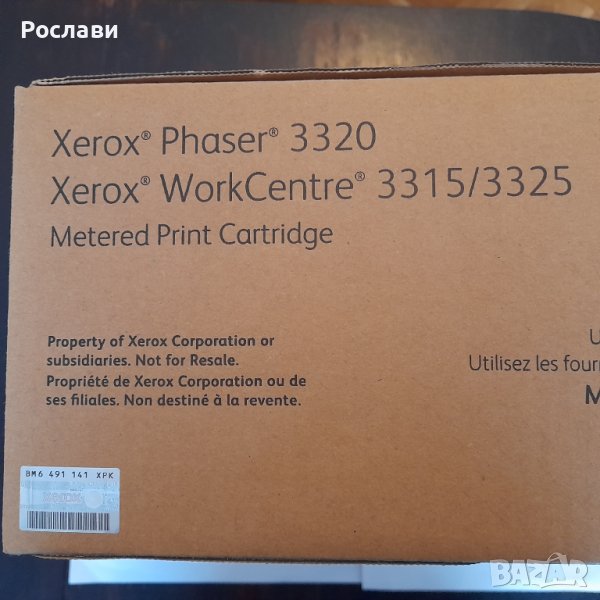 Рослави
Xerox® Phaser® 3320
Xerox® WorkCentre® 3315/3325
Metered Print Cartridge
Property of Xerox Corporation or
subsidiaries. Not for Resale.
Propriété de Xerox Corporation ou de
ses filiales. Non destiné à la revente.
U
Utilisez les four
M
BM6 491 141 XPK
BAZAR